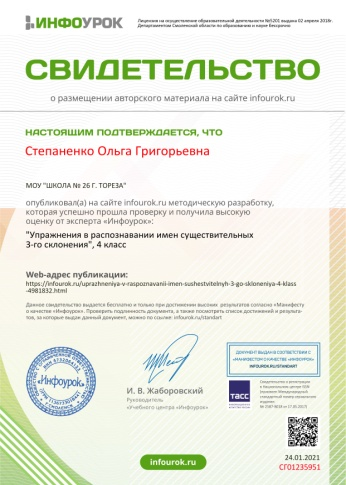 ИНФОУРОК
Лицензия на осуществление образовательной деятельности №5201 выдана 02 апреля 2018г.
Департаментом Смоленской области по образованию и науке бессрочно
СВИДЕТЕЛЬСТВО
о размещении авторского материала на сайте infourok.ru
НАСТОЯЩИМ ПОДТВЕРЖДАЕТСЯ, ЧТО
Степаненко Ольга Григорьевна
МОУ "ШКОЛА № 26 Г. ТОРЕЗА"
опубликовал(а) на сайте infourok.ru методическую разработку,
которая успешно прошла проверку и получила высокую
оценку от эксперта «Инфоурок»:
"Упражнения в распознавании имен существительных
3-го склонения", 4 класс
Web-адрес публикации:
https://infourok.ru/uprazhneniya-v-raspoznavanii-imen-sushestvitelnyh-3-go-skloneniya-4-klass
-4981832.html
Данное свидетельство выдается бесплатно и только при достижении высоких результатов согласно «Манифесту
о качестве «Инфоурок». Проверить подлинность документа, а также посмотреть список достижений и результа-
тов, за которые выдан данный документ, можно по ссылке: infourok.ru/standart
«Инфоурок»
И. В. Жаборовский
Руководитель
«Учебного центра «Инфоурок»
ДОКУМЕНТ ВЫДАН В СООТВЕТСТВИИ С
«МАНИФЕСТОМ О КАЧЕСТВЕ «ИНФОУРОК»
INFOUROK.RU/STANDART
ТАСС
24.01.2021
СГ01235951
infourok.ru